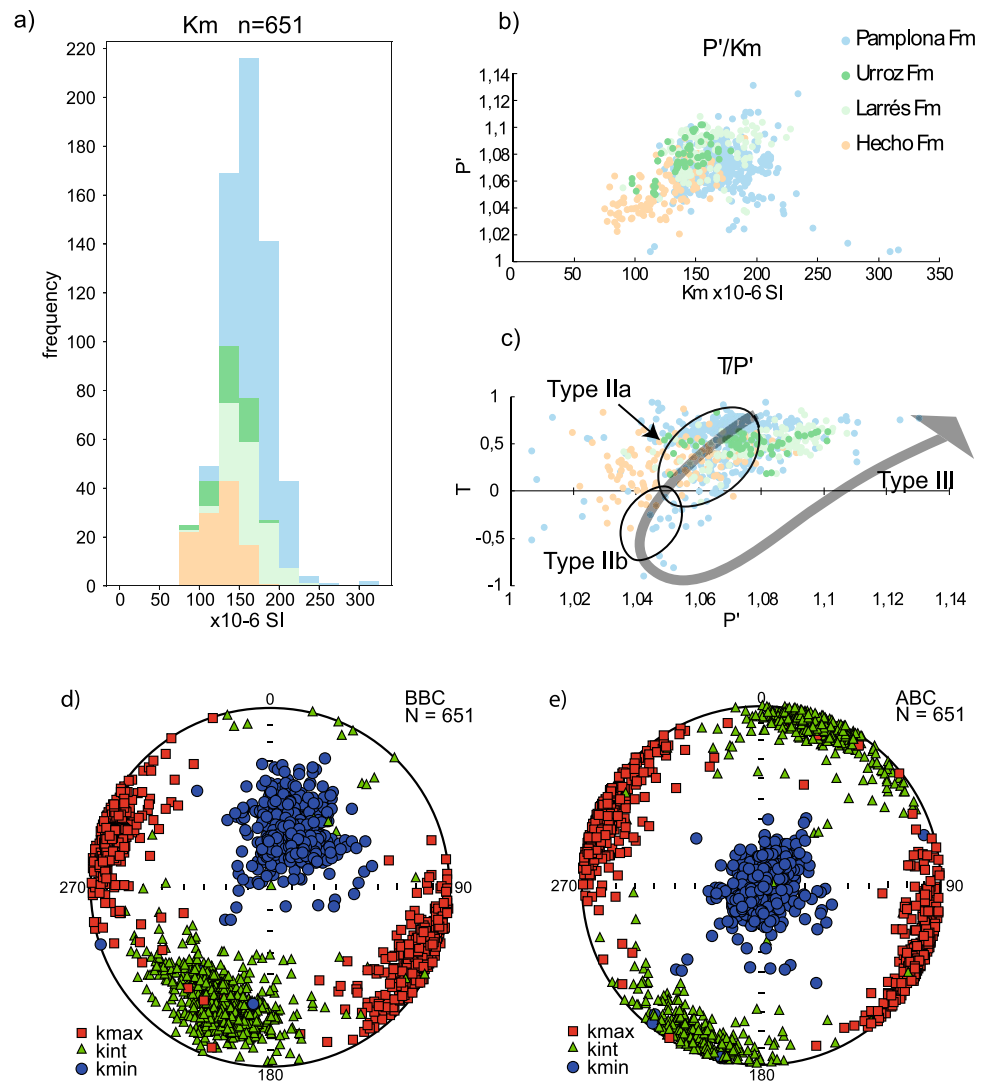 a)
Km n=651
220
200
180
160
140
120
100
80
60
40
20
0
frequency
0 50 100 150 200 250 300
x10-6 SI
b)
P'/Km
Pamplona Fm
Urroz Fm
Larrés Fm
Hecho Fm
1,14
1,12
1,1
1,08
1,06
1,04
1,02
1
P'
0 50 100 150 200 250 300 350
Km x10-6 SI
c)
T/P'
Type IIa
1
0,5
0
-0,5
-1
T
Type III
Type IIb
1 1,02 1,04 1,06 1,08 1,1 1,12 1,14
P'
d)
BBC
N = 651
0
270
90
180
kmax
kint
kmin
e)
ABC
N = 651
0
270
90
180
kmax
kint
kmin